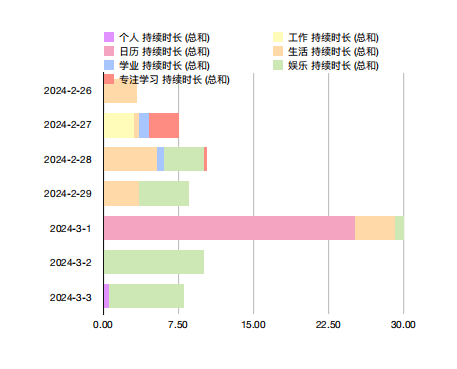 个人 持续时长 (总和)
工作 持续时长 (总和)
日历 持续时长 (总和)
生活 持续时长 (总和)
学业 持续时长 (总和)
娱乐 持续时长 (总和)
专注学习 持续时长 (总和)
2024-2-26
2024-2-27
2024-2-28
2024-2-29
2024-3-1
2024-3-2
2024-3-3
0.00 7.50 15.00 22.50 30.00